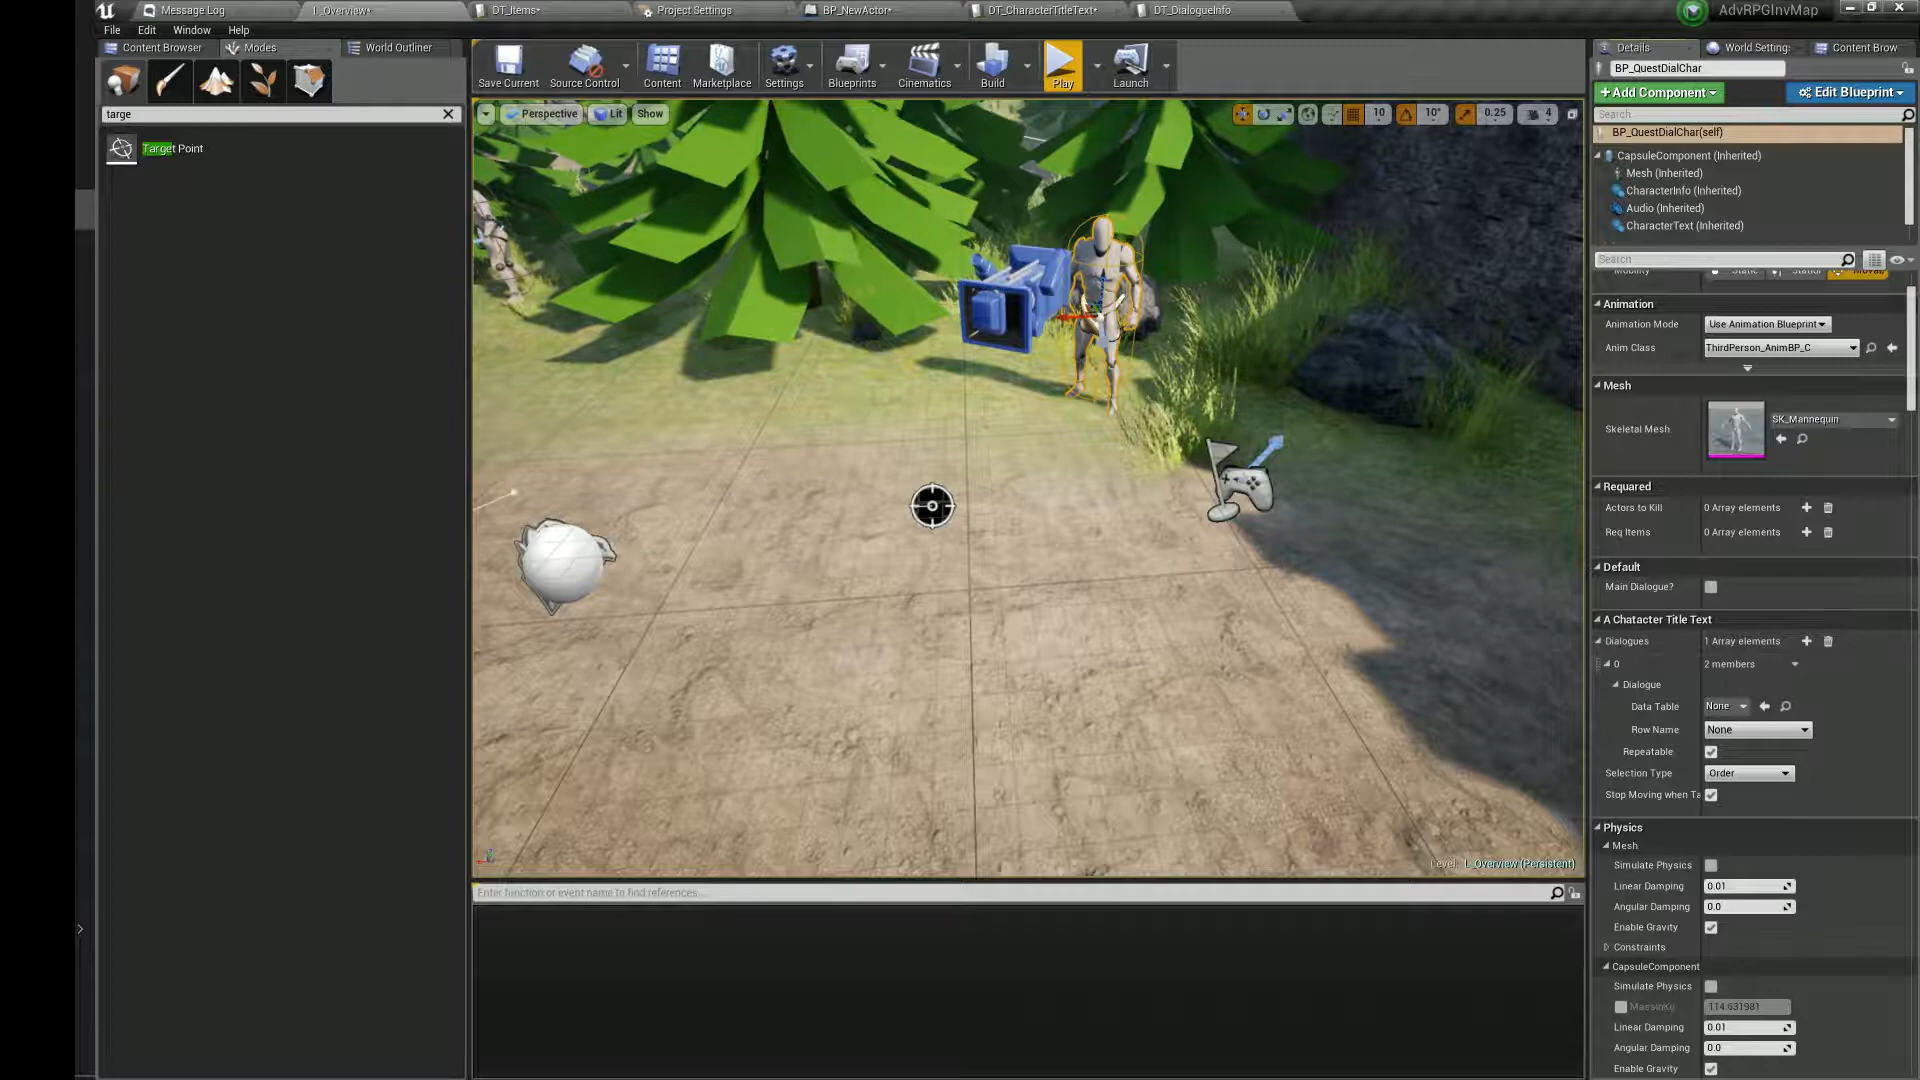 Message Log
L_Overview*
DT_Items*
Project Settings
BP_NewActor*
DT_CharacterTitleText*
DT_DialogueInfo
AdvRPGInvMap
File
Edit
Window
Help
Content Browser
Modes
World Outliner
Save Current
Source Control
Content
Marketplace
Settings
Blueprints
Cinematics
Build
Play
Launch
Details
World Setting:
Content Brow
BP_QuestDialChar
+Add Component
Edit Blueprint
Search
targe
Target Point
Perspective
Lit
Show
10
10°
0.25
4
BP_QuestDialChar(self)
CapsuleComponent (Inherited)
Mesh (Inherited)
CharacterInfo (Inherited)
Audio (Inherited)
CharacterText (Inherited)
Search
Mobility
Animation
Animation Mode
Use Animation Blueprint
Anim Class
ThirdPerson_AnimBP_C
Mesh
Skeletal Mesh
SK_Mannequin
Requared
Actors to Kill
0 Array elements
Req Items
0 Array elements
Default
Main Dialogue?
A Chatacter Title Text
Dialogues
1 Array elements
0
2 members
Dialogue
Data Table
None
Row Name
None
Repeatable
Selection Type
Order
Stop Moving when Ta
Physics
Mesh
Simulate Physics
Linear Damping
0.01
Angular Damping
0.0
Enable Gravity
Constraints
CapsuleComponent
Simulate Physics
MassInKg
114.631981
Linear Damping
0.01
Angular Damping
0.0
Enable Gravity
Level: L_Overview (Persistent)
Enter function or event name to find references...